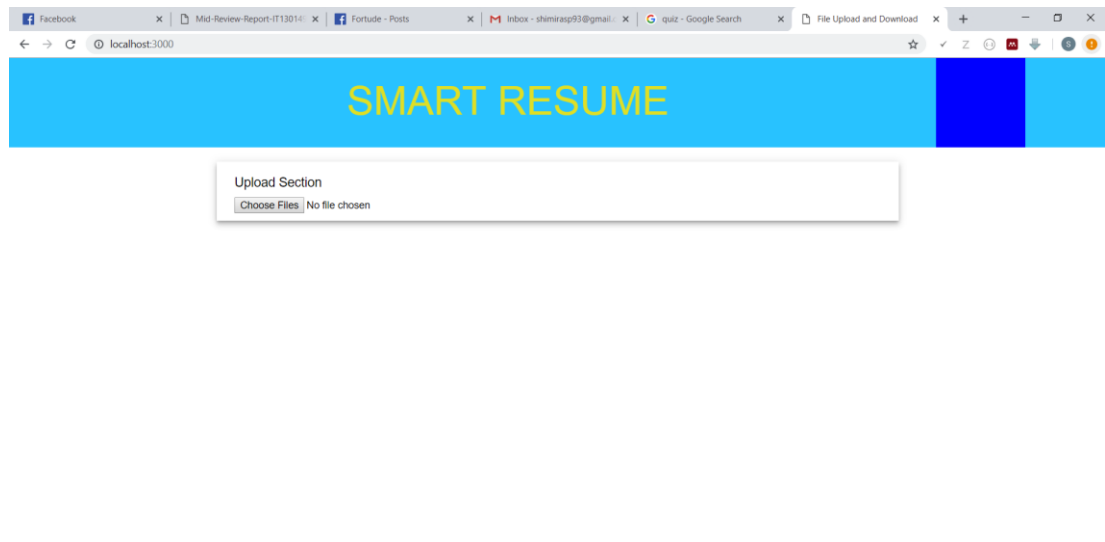 Facebook
Mid-Review-Report-IT13014
Fortude - Posts
Inbox - shimirasp93@gmail.c
quiz - Google Search
File Upload and Download
localhost:3000
SMART RESUME
Upload Section
Choose Files No file chosen